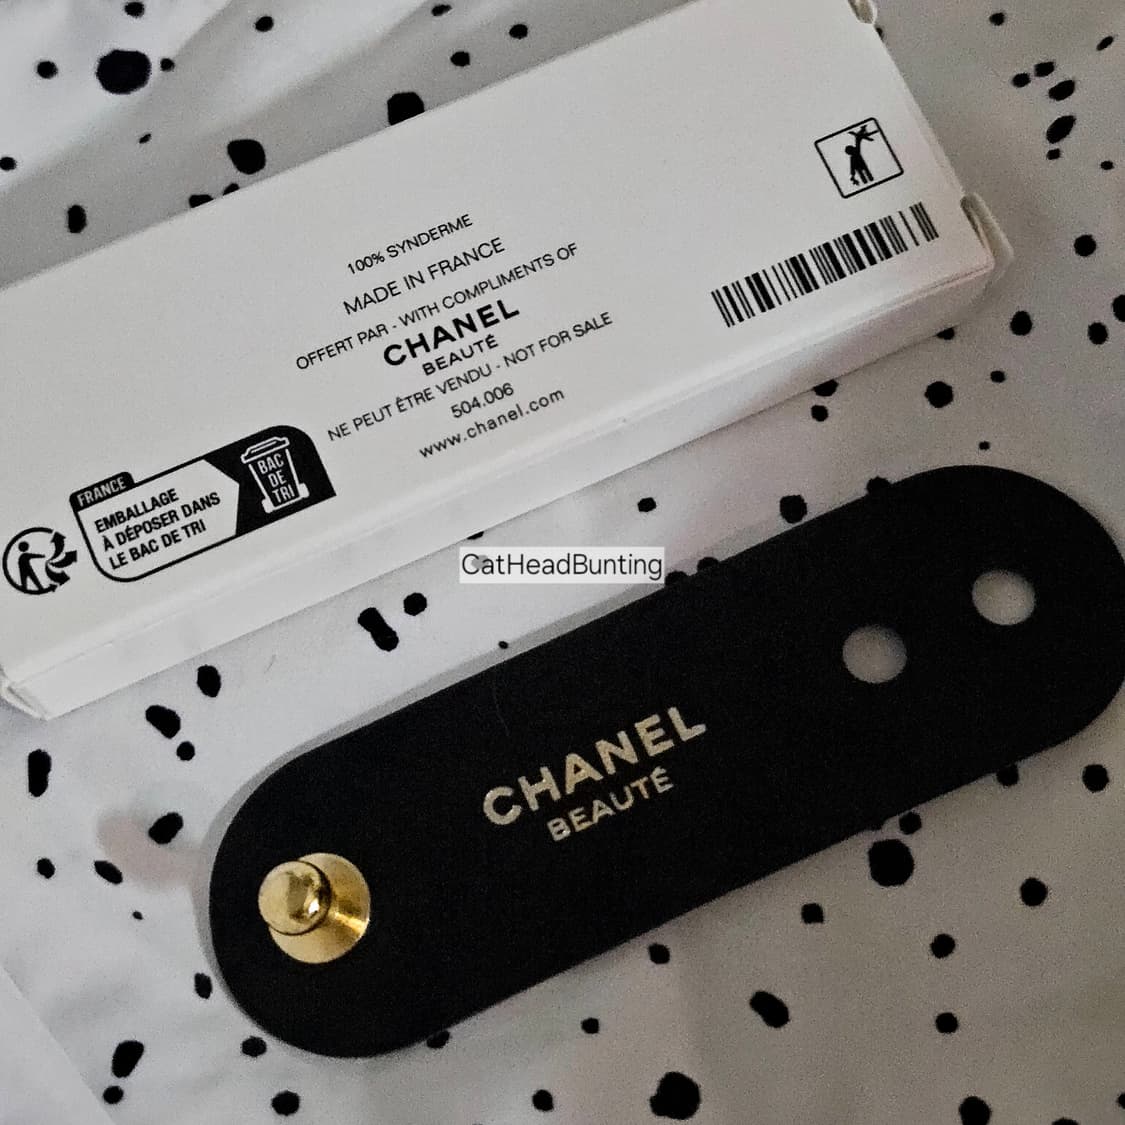 100% SYNDERME
MADE IN FRANCE
OFFERT PAR - WITH COMPLIMENTS OF
CHANEL
BEAUTÉ
NE PEUT ÊTRE VENDU - NOT FOR SALE
504.006
www.chanel.com
FRANCE
EMBALLAGE
À DÉPOSER DANS
LE BAC DE TRI
BAC
DE
TRI
CatHeadBunting
CHANEL
BEAUTÉ